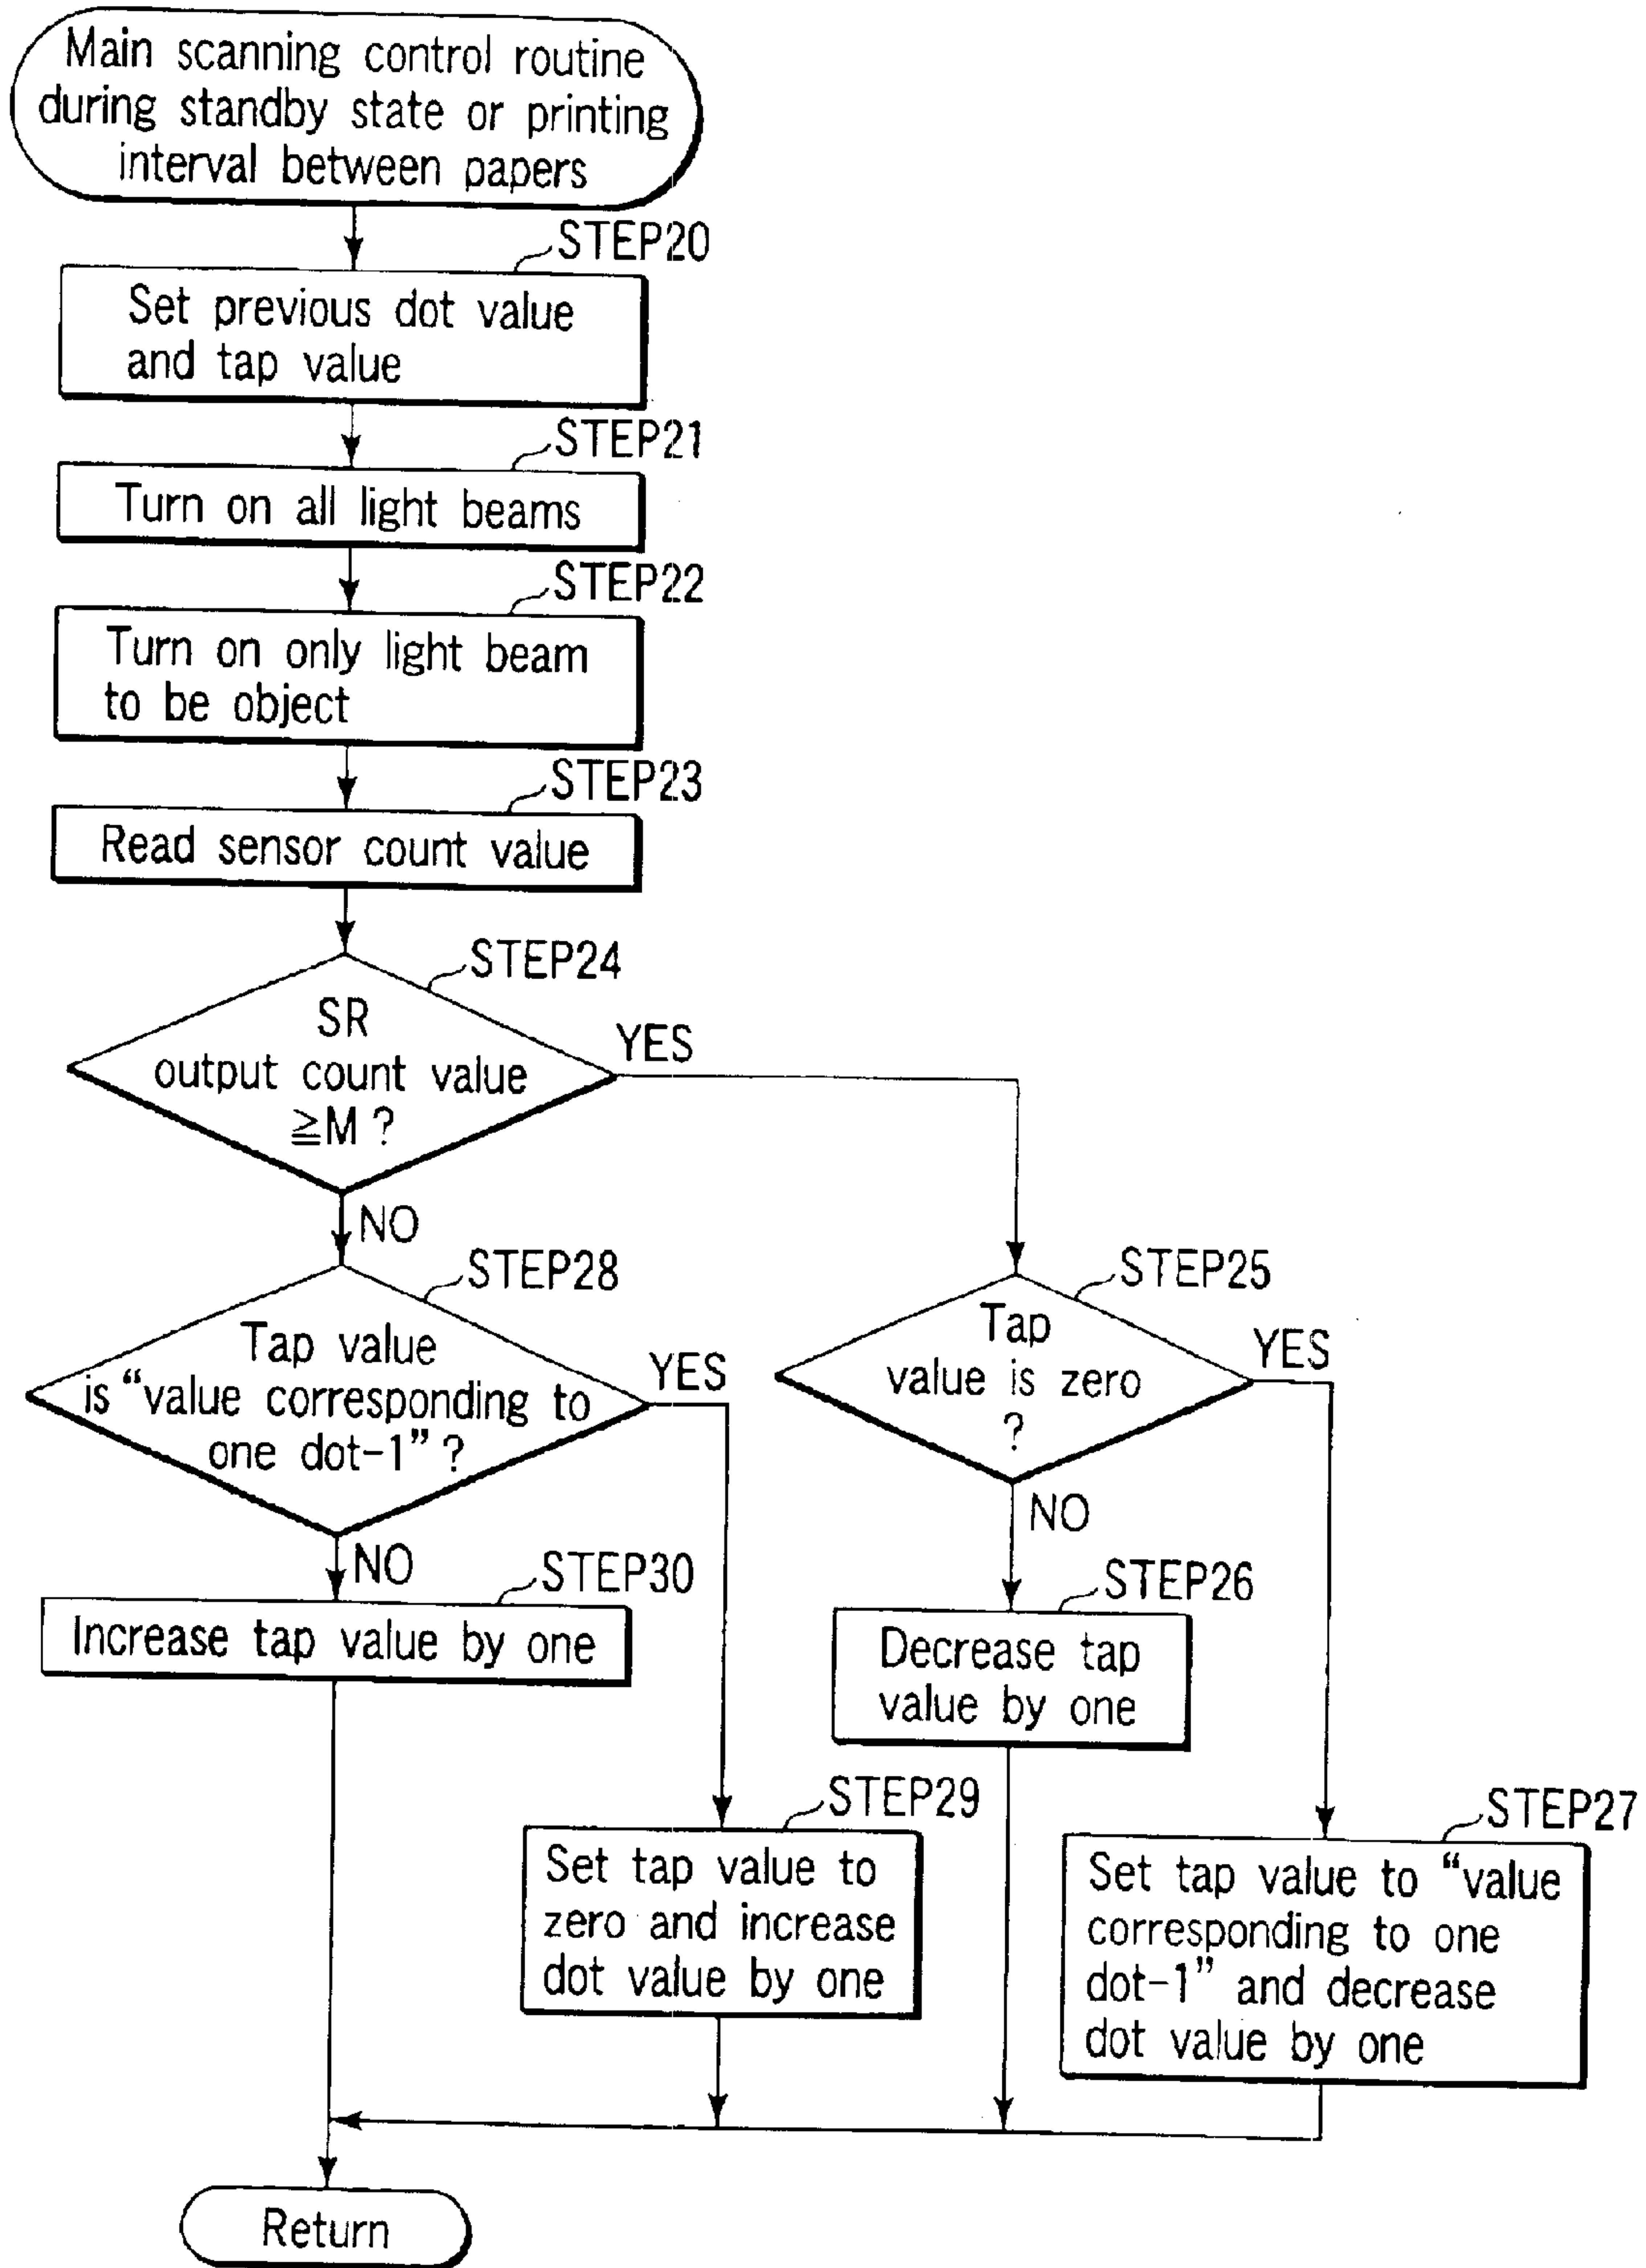 Main scanning control routine
during standby state or printing
interval between papers
STEP20
Set previous dot value
and tap value
STEP21
Turn on all light beams
STEP22
Turn on only light beam
to be object
STEP23
Read sensor count value
STEP24
SR
output count value
≧M ?
YES
NO
STEP28
Tap value
is “value corresponding to
one dot-1” ?
YES
NO
STEP25
Tap
value is zero
?
YES
NO
STEP30
Increase tap value by one
STEP26
Decrease tap
value by one
STEP29
Set tap value to
zero and increase
dot value by one
STEP27
Set tap value to “value
corresponding to one
dot-1” and decrease
dot value by one
Return